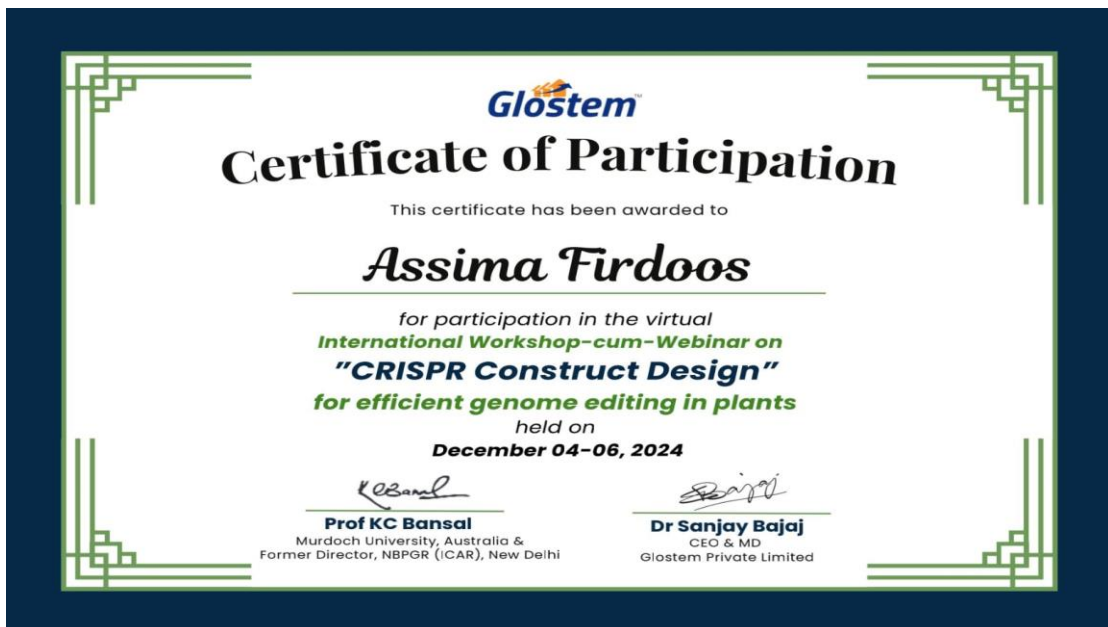 Glostem™
Certificate of Participation
This certificate has been awarded to
Assima Firdoos
for participation in the virtual
International Workshop-cum-Webinar on
”CRISPR Construct Design”
for efficient genome editing in plants
held on
December 04-06, 2024
KCBansal
Prof KC Bansal
Murdoch University, Australia &
Former Director, NBPGR (ICAR), New Delhi
Dr Sanjay Bajaj
CEO & MD
Glostem Private Limited